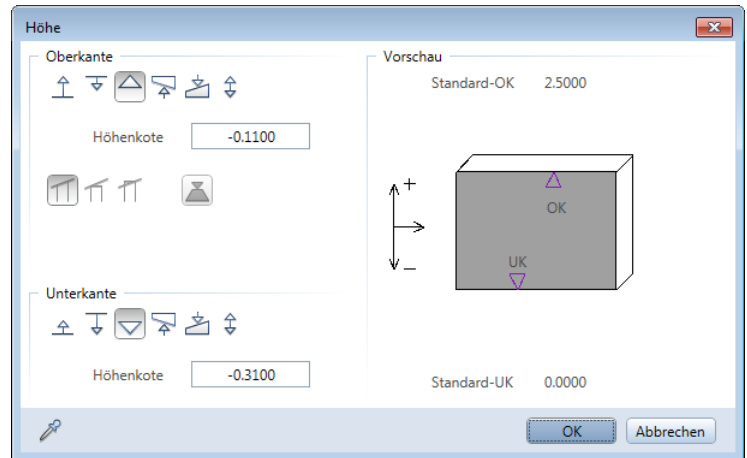 Höhe
Oberkante
Höhenkote -0.1100
Unterkante
Höhenkote -0.3100
Vorschau
Standard-OK 2.5000
+
OK
UK
–
Standard-UK 0.0000
OK Abbrechen